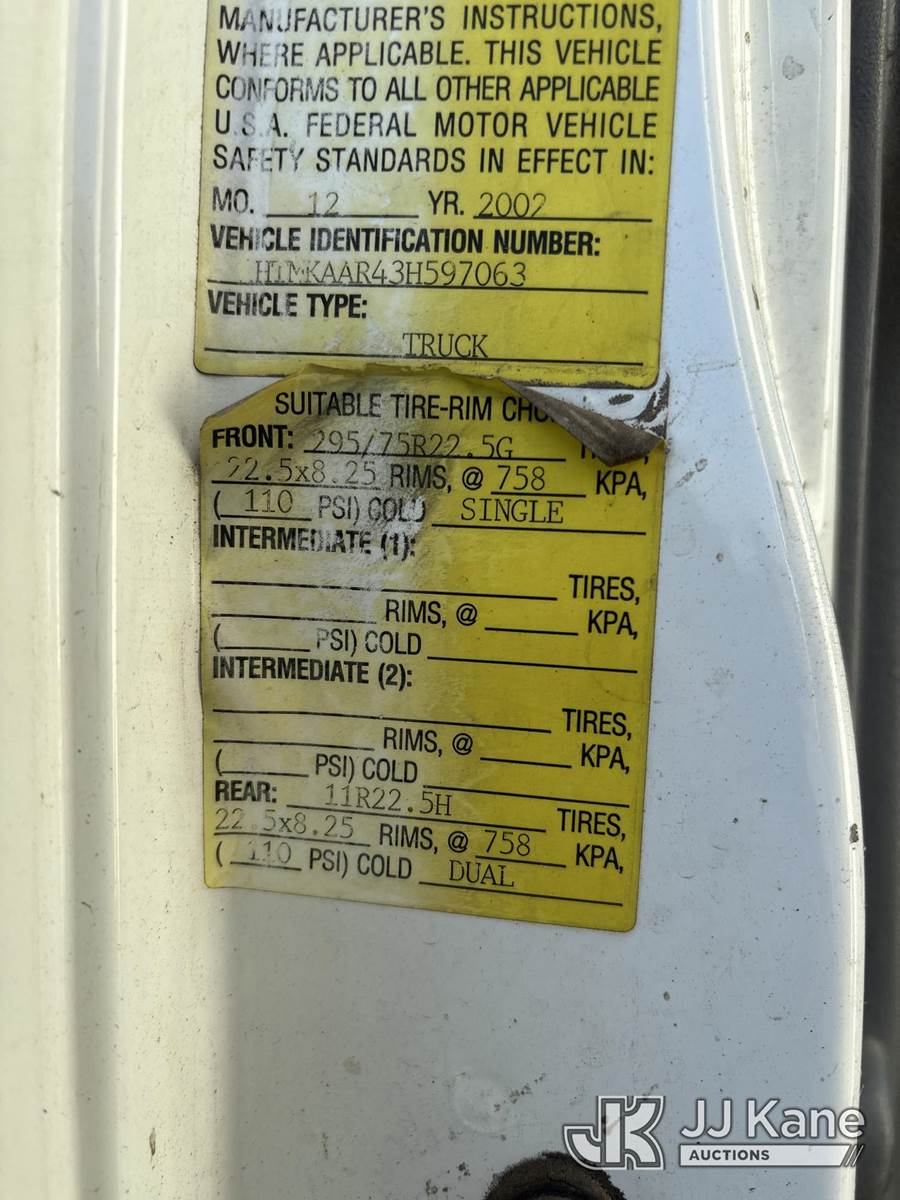 MANUFACTURER'S INSTRUCTIONS,
WHERE APPLICABLE. THIS VEHICLE
CONFORMS TO ALL OTHER APPLICABLE
U.S.A. FEDERAL MOTOR VEHICLE
SAFETY STANDARDS IN EFFECT IN:
MO. 12 YR. 2002
VEHICLE IDENTIFICATION NUMBER:
H1MKAAR43H597063
VEHICLE TYPE:
TRUCK
SUITABLE TIRE-RIM
FRONT: 295/75R22.5G
22.5x8.25 RIMS, @ 758 KPA,
(110 PSI) COLD SINGLE
INTERMEDIATE (1):
TIRES,
RIMS, @ KPA,
( PSI) COLD
INTERMEDIATE (2):
TIRES,
RIMS, @ KPA,
( PSI) COLD
REAR: 11R22.5H TIRES,
22.5x8.25 RIMS, @ 758 KPA,
(110 PSI) COLD DUAL
JK JJ Kane
AUCTIONS